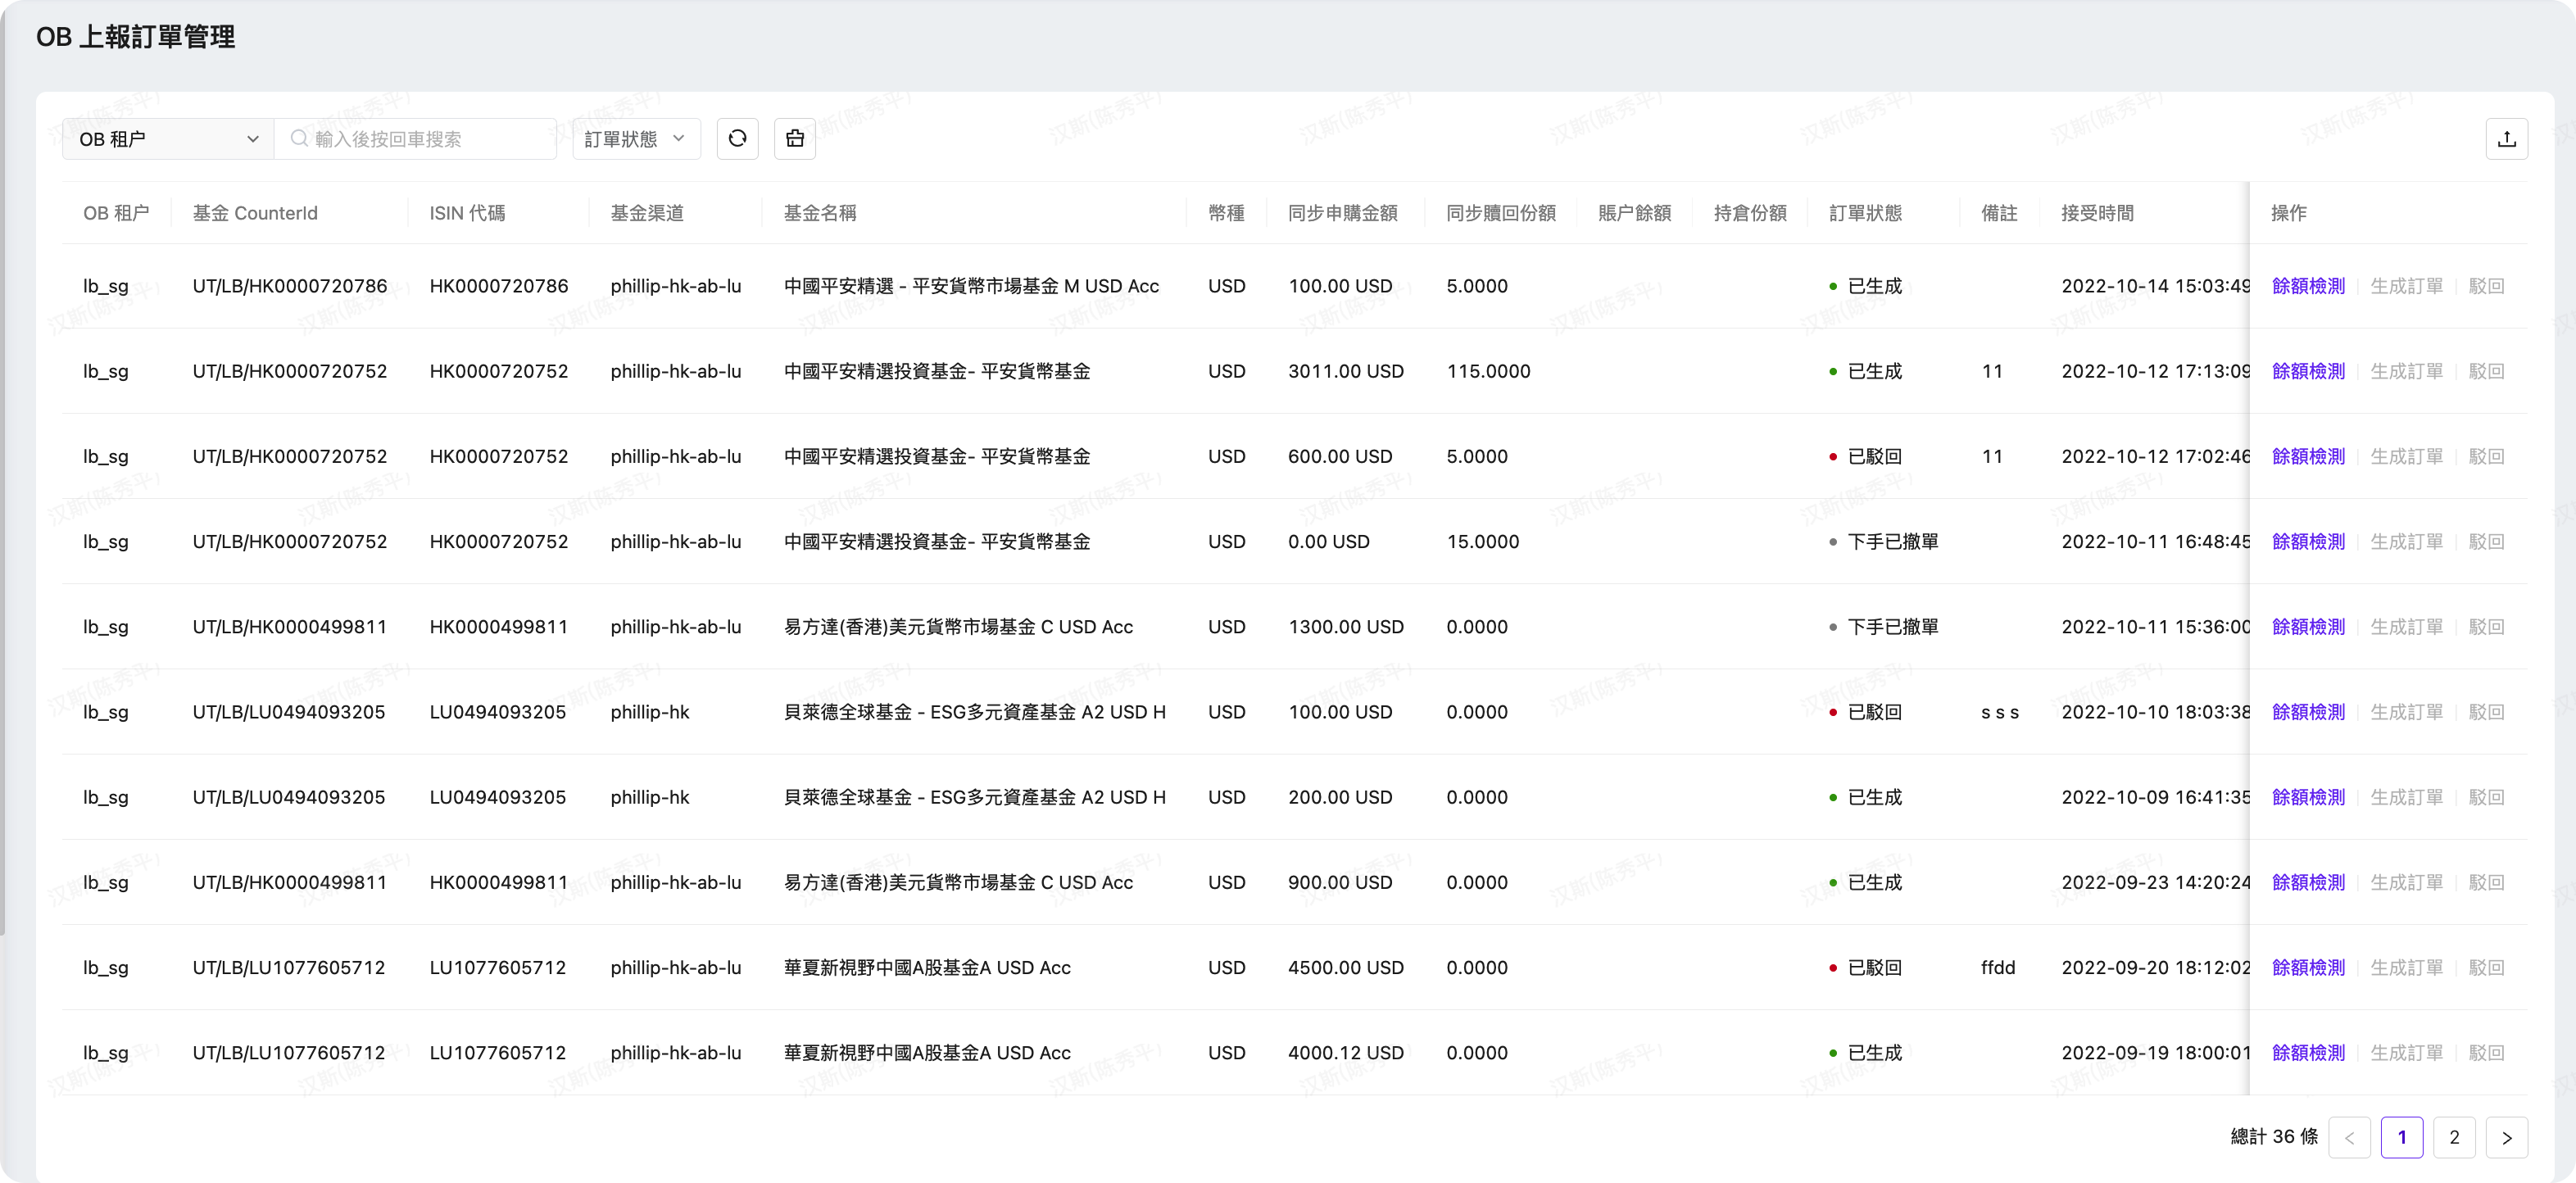 OB 上報訂單管理
OB 租户 輸入後按回車搜索 訂單狀態
OB 租户 基金 CounterId ISIN 代碼 基金渠道 基金名稱 幣種 同步申購金額 同步贖回份額 賬户餘額 持倉份額 訂單狀態 備註 接受時間 操作
lb_sg UT/LB/HK0000720786 HK0000720786 phillip-hk-ab-lu 中國平安精選 - 平安貨幣市場基金 M USD Acc USD 100.00 USD 5.0000 已生成 2022-10-14 15:03:49 餘額檢測 生成訂單 駁回
lb_sg UT/LB/HK0000720752 HK0000720752 phillip-hk-ab-lu 中國平安精選投資基金- 平安貨幣基金 USD 3011.00 USD 115.0000 已生成 11 2022-10-12 17:13:09 餘額檢測 生成訂單 駁回
lb_sg UT/LB/HK0000720752 HK0000720752 phillip-hk-ab-lu 中國平安精選投資基金- 平安貨幣基金 USD 600.00 USD 5.0000 已駁回 11 2022-10-12 17:02:46 餘額檢測 生成訂單 駁回
lb_sg UT/LB/HK0000720752 HK0000720752 phillip-hk-ab-lu 中國平安精選投資基金- 平安貨幣基金 USD 0.00 USD 15.0000 下手已撤單 2022-10-11 16:48:45 餘額檢測 生成訂單 駁回
lb_sg UT/LB/HK0000499811 HK0000499811 phillip-hk-ab-lu 易方達(香港)美元貨幣市場基金 C USD Acc USD 1300.00 USD 0.0000 下手已撤單 2022-10-11 15:36:00 餘額檢測 生成訂單 駁回
lb_sg UT/LB/LU0494093205 LU0494093205 phillip-hk 貝萊德全球基金 - ESG多元資產基金 A2 USD H USD 100.00 USD 0.0000 已駁回 s s s 2022-10-10 18:03:38 餘額檢測 生成訂單 駁回
lb_sg UT/LB/LU0494093205 LU0494093205 phillip-hk 貝萊德全球基金 - ESG多元資產基金 A2 USD H USD 200.00 USD 0.0000 已生成 2022-10-09 16:41:35 餘額檢測 生成訂單 駁回
lb_sg UT/LB/HK0000499811 HK0000499811 phillip-hk-ab-lu 易方達(香港)美元貨幣市場基金 C USD Acc USD 900.00 USD 0.0000 已生成 2022-09-23 14:20:24 餘額檢測 生成訂單 駁回
lb_sg UT/LB/LU1077605712 LU1077605712 phillip-hk-ab-lu 華夏新視野中國A股基金A USD Acc USD 4500.00 USD 0.0000 已駁回 ffdd 2022-09-20 18:12:02 餘額檢測 生成訂單 駁回
lb_sg UT/LB/LU1077605712 LU1077605712 phillip-hk-ab-lu 華夏新視野中國A股基金A USD Acc USD 4000.12 USD 0.0000 已生成 2022-09-19 18:00:01 餘額檢測 生成訂單 駁回
總計 36 條 < 1 2 >
汉斯(陈秀平)